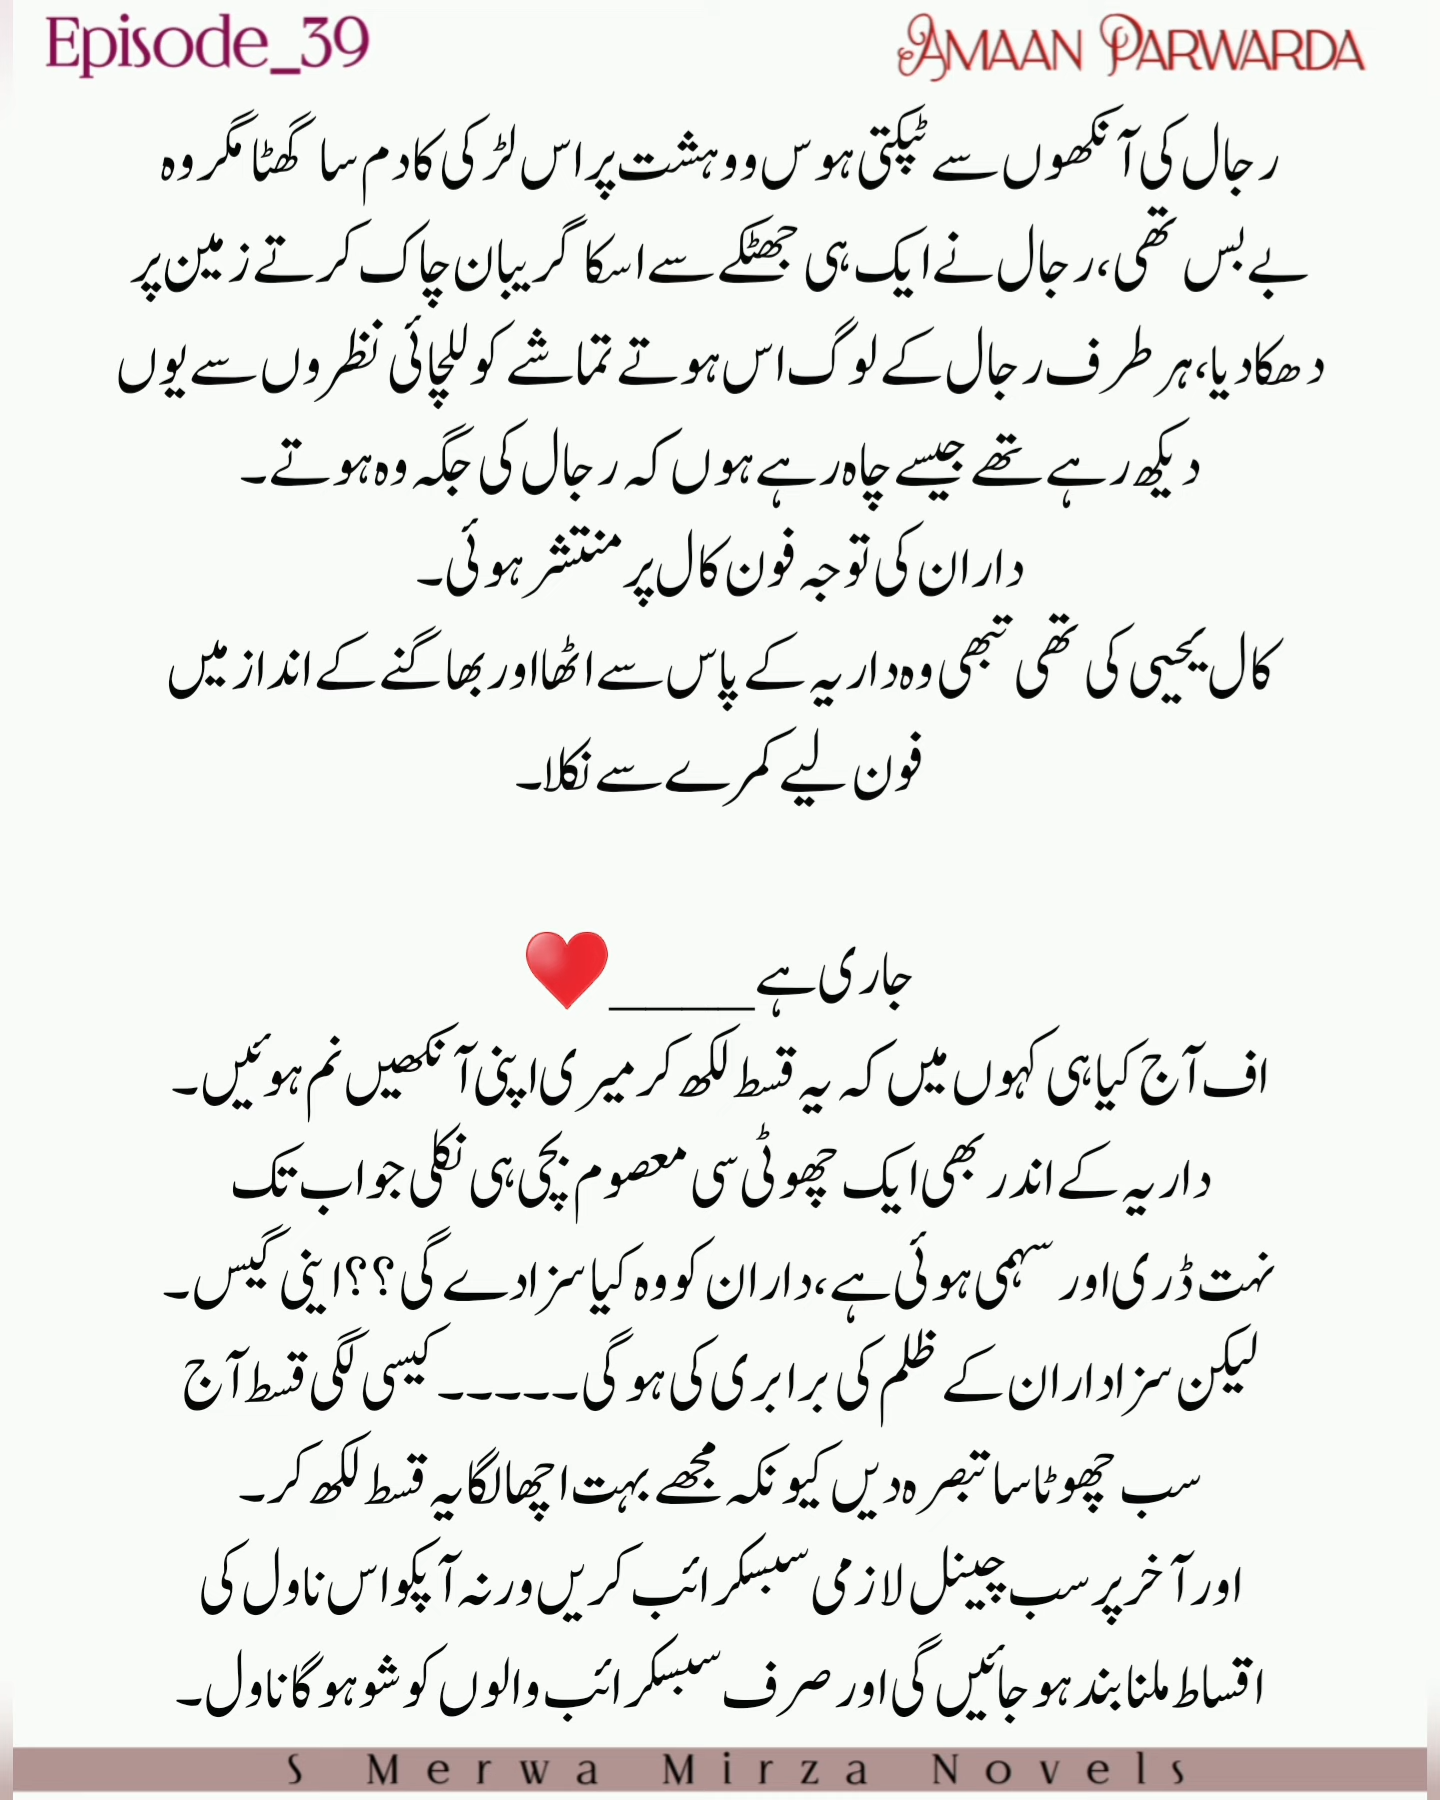 Episode_39
AMAAN PARWARDA
رجال کی آنکھوں سے ٹپکتی ہوس و وہشت پر اس لڑکی کا دم سا گھٹا مگر وہ
بے بس تھی، رجال نے ایک ہی جھٹکے سے اسکا گریبان چاک کرتے زمین پر
دھکا دیا، ہر طرف رجال کے لوگ اس ہوتے تماشے کو للچائی نظروں سے یوں
دیکھ رہے تھے جیسے چاہ رہے ہوں کہ رجال کی جگہ وہ ہوتے۔
داران کی توجہ فون کال پر منتشر ہوئی۔
کال یحیی کی تھی تبھی وہ داریہ کے پاس سے اٹھا اور بھاگنے کے انداز میں
فون لیے کمرے سے نکلا۔
جاری ہے_____♥️
اف آج کیا ہی کہوں میں کہ یہ قسط لکھ کر میری اپنی آنکھیں نم ہوئیں۔
داریہ کے اندر بھی ایک چھوٹی سی معصوم بچی ہی نکلی جو اب تک
نہت ڈری اور سہمی ہوئی ہے، داران کو وہ کیا سزا دے گی؟؟ اینی گیس۔
لیکن سزا داران کے ظلم کی برابری کی ہو گی۔۔۔۔۔ کیسی لگی قسط آج
سب چھوٹا سا تبصرہ دیں کیونکہ مجھے بہت اچھا لگا یہ قسط لکھ کر۔
اور آخر پر سب چینل لازمی سبسکرائب کریں ورنہ آپکو اس ناول کی
اقساط ملنا بند ہو جائیں گی اور صرف سبسکرائب والوں کو شو ہو گا ناول۔
S Merwa Mirza Novels